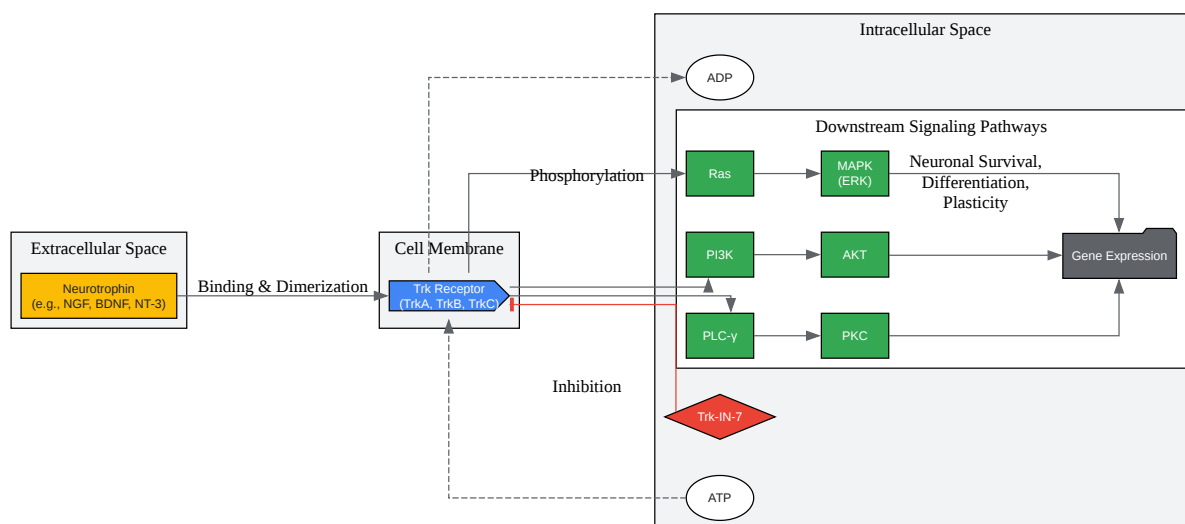 Intracellular Space
ADP
Downstream Signaling Pathways
Phosphorylation
Ras
MAPK
(ERK)
Neuronal Survival,
Differentiation,
Plasticity
Extracellular Space
Neurotrophin
(e.g., NGF, BDNF, NT-3)
Binding & Dimerization
Cell Membrane
Trk Receptor
(TrkA, TrkB, TrkC)
PI3K
AKT
Gene Expression
PLC-γ
PKC
Inhibition
Trk-IN-7
ATP